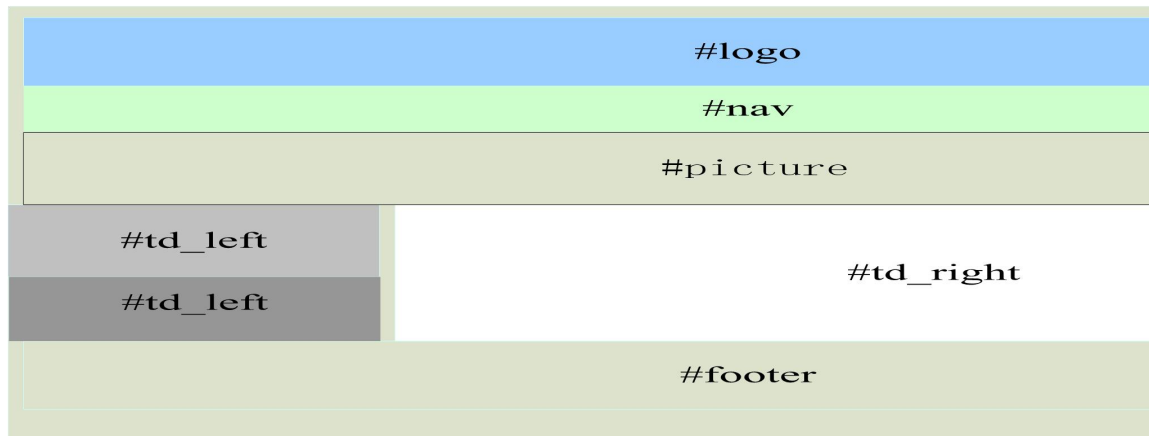 #logo
#nav
#picture
#td_left
#td_right
#td_left
#footer